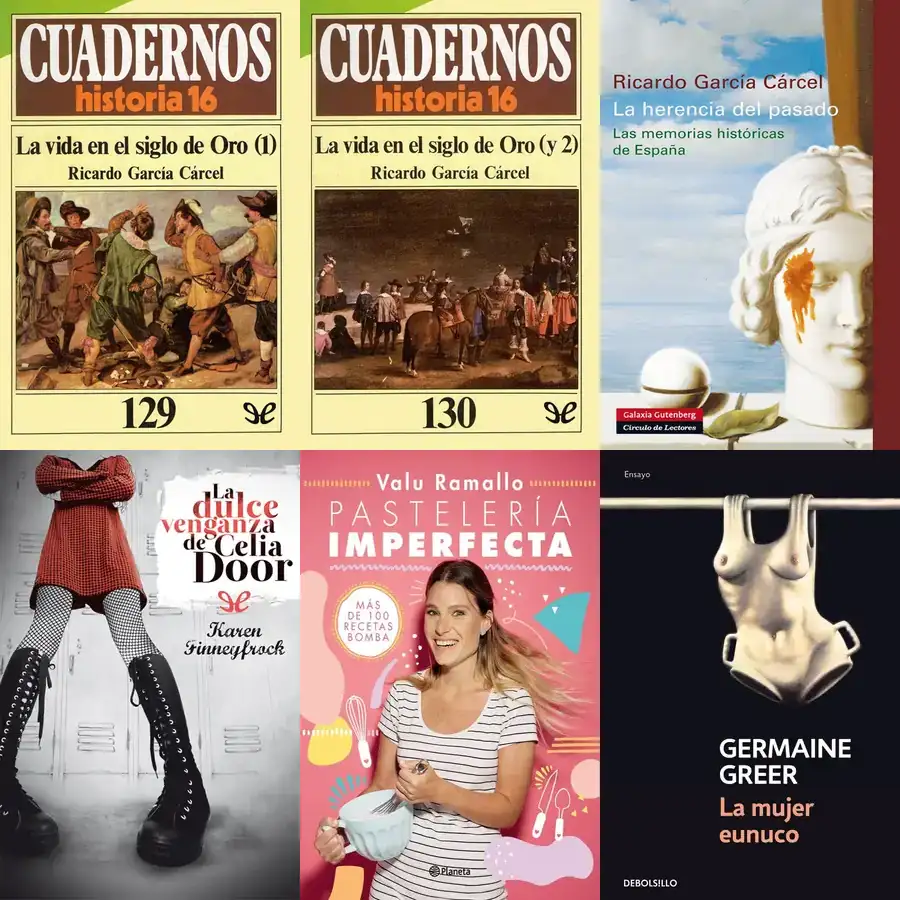 CUADERNOS
historia 16
La vida en el siglo de Oro (1)
Ricardo García Cárcel
129
CUADERNOS
historia 16
La vida en el siglo de Oro (y 2)
Ricardo García Cárcel
130
Ricardo García Cárcel
La herencia del pasado
Las memorias históricas
de España
Galaxia Gutenberg
Círculo de Lectores
La
dulce
venganza
de Celia
Door
Karen
Finneyfrock
Valu Ramallo
PASTELERÍA
IMPERFECTA
MÁS
DE 100
RECETAS
BOMBA
Planeta
Ensayo
GERMAINE
GREER
La mujer
eunuco
DEBOLS!LLO